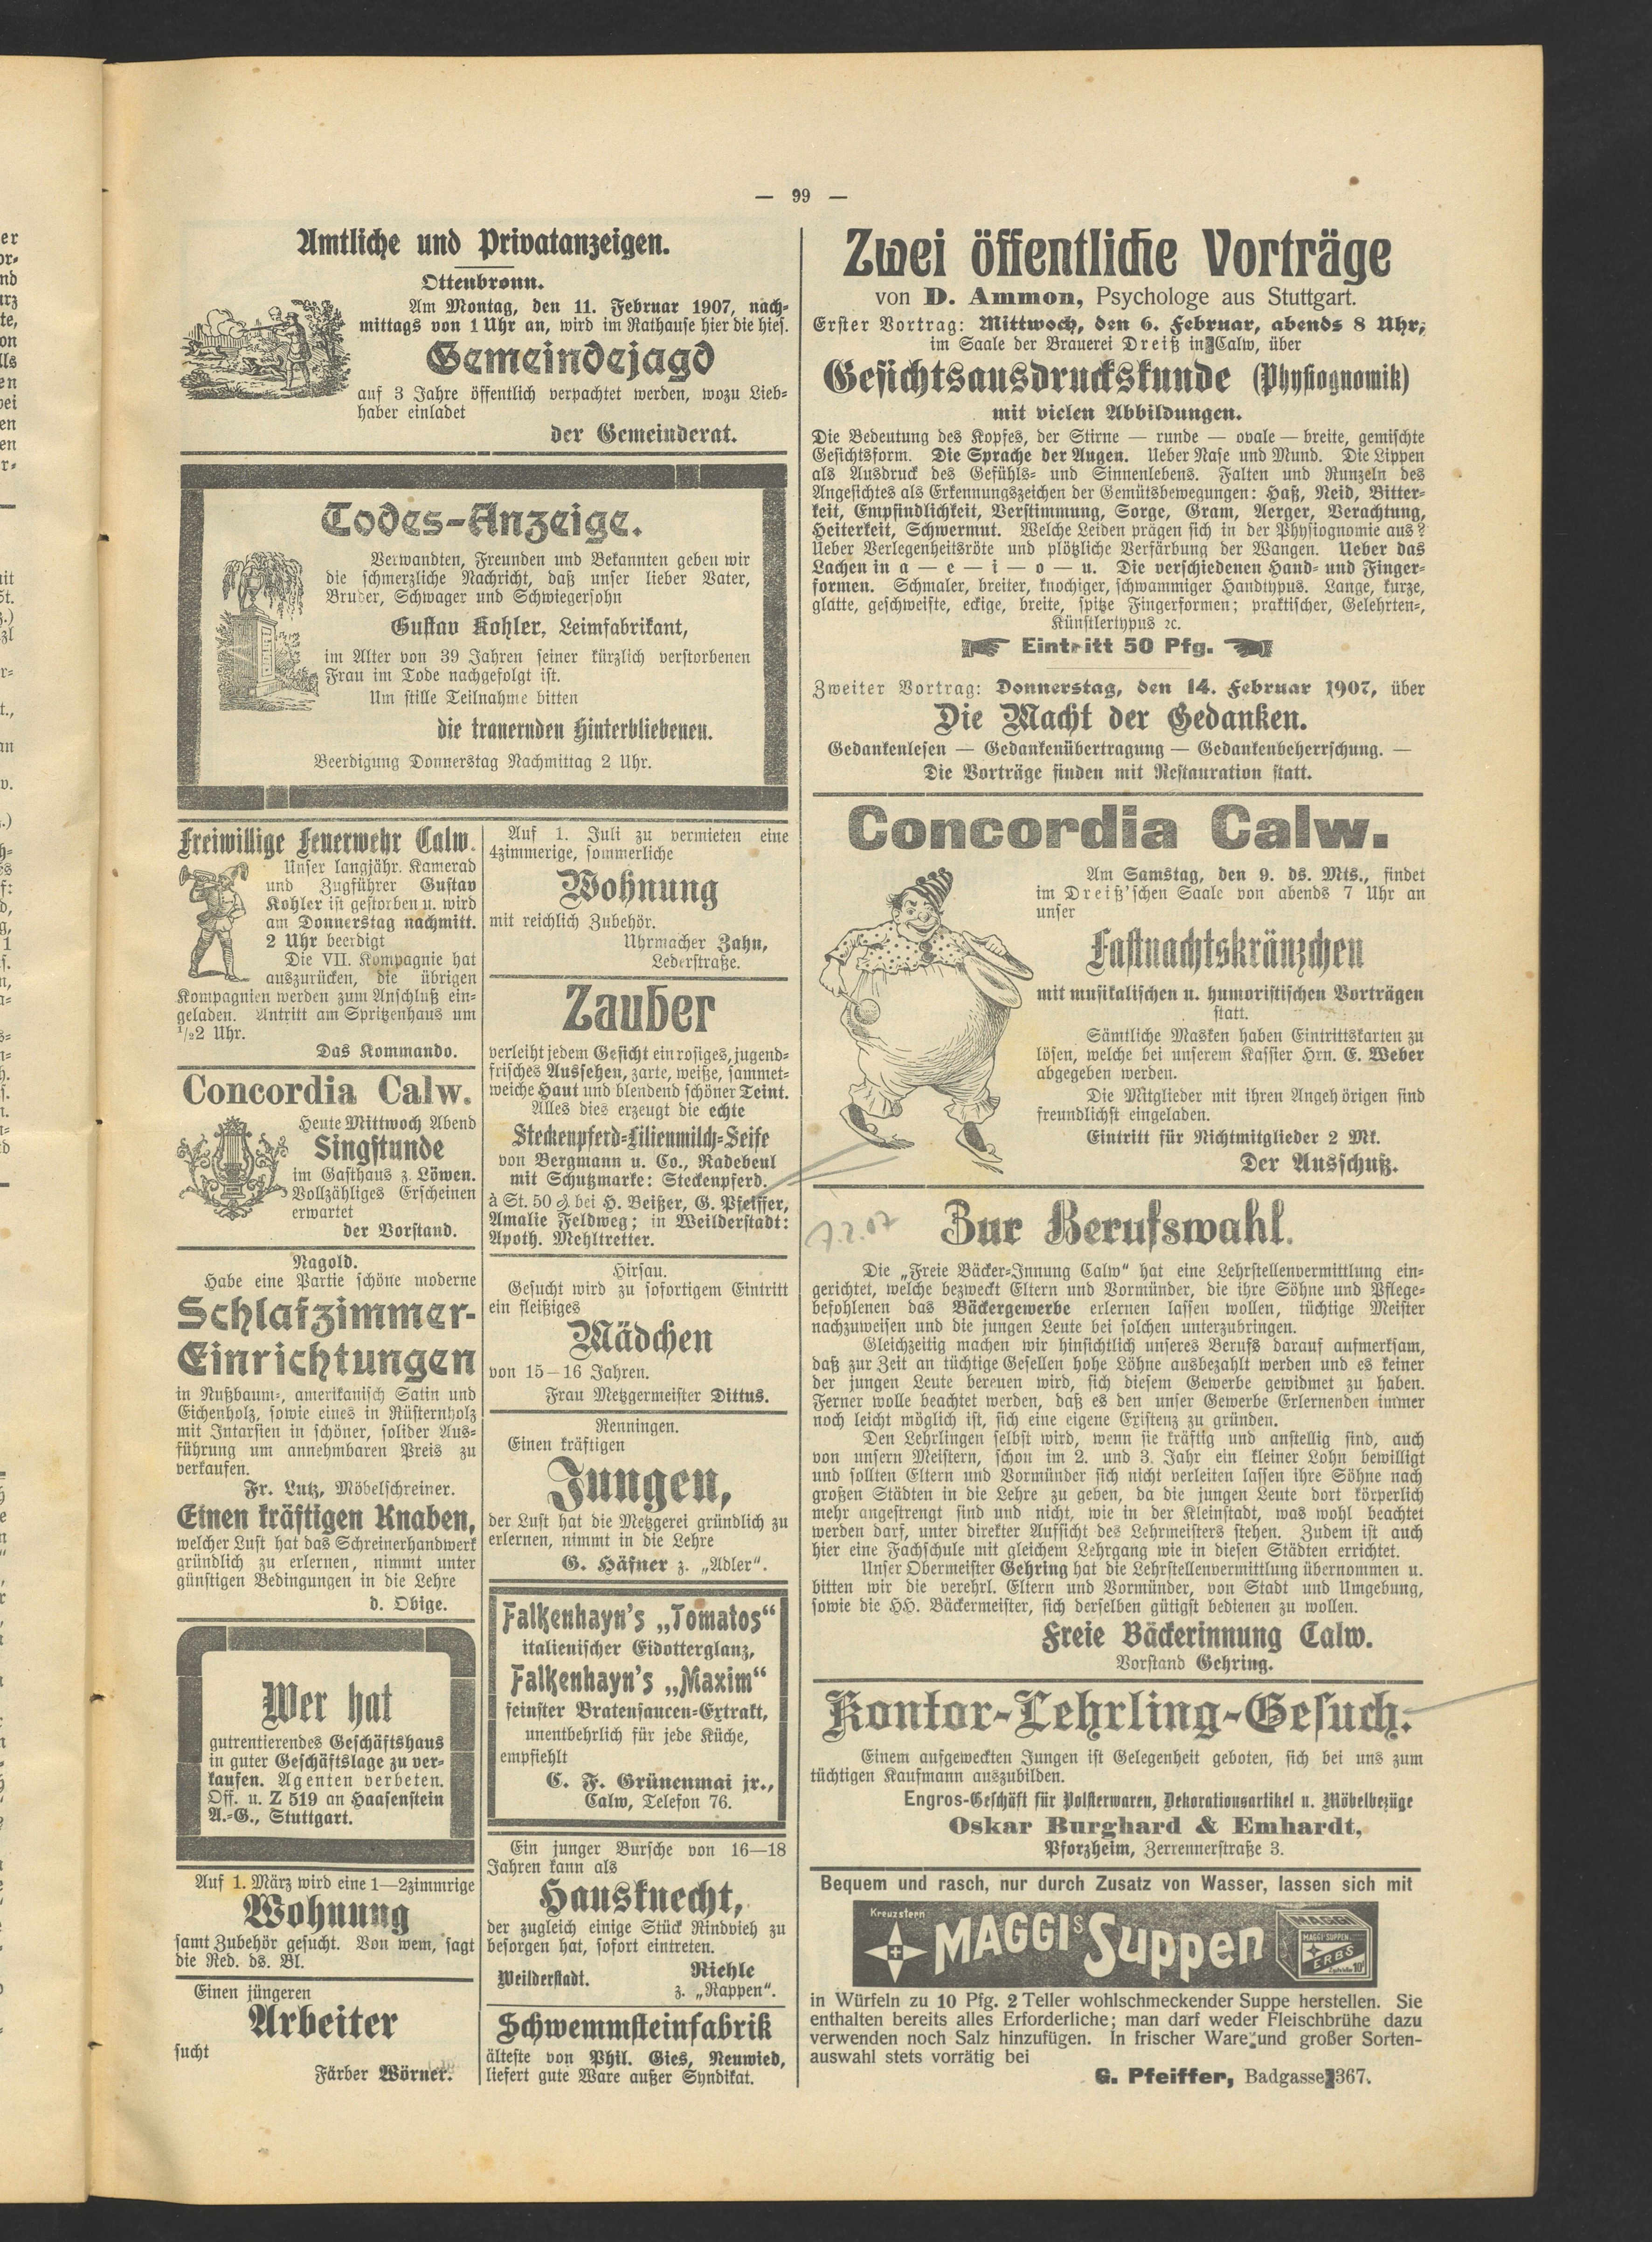 — 99 —
Amtliche und Privatanzeigen.
Ottenbronn.
Am Montag, den 11. Februar 1907, nach-
mittags von 1 Uhr an, wird im Rathause hier die hies.
Gemeindejagd
auf 3 Jahre öffentlich verpachtet werden, wozu Lieb-
haber einladet
der Gemeinderat.
Todes-Anzeige.
Verwandten, Freunden und Bekannten geben wir
die schmerzliche Nachricht, daß unser lieber Vater,
Bruder, Schwager und Schwiegersohn
Gustav Kohler, Leimfabrikant,
im Alter von 39 Jahren seiner kürzlich verstorbenen
Frau im Tode nachgefolgt ist.
Um stille Teilnahme bitten
die trauernden Hinterbliebenen.
Beerdigung Donnerstag Nachmittag 2 Uhr.
Freiwillige Feuerwehr Calw.
Unser langjähr. Kamerad
und Zugführer Gustav
Kohler ist gestorben u. wird
am Donnerstag nachmitt.
2 Uhr beerdigt
Die VII. Kompagnie hat
auszurücken, die übrigen
Kompagnien werden zum Anschluß ein-
geladen. Antritt am Spritzenhaus um
1/22 Uhr.
Das Kommando.
Concordia Calw.
Heute Mittwoch Abend
Singstunde
im Gasthaus z. Löwen.
Vollzähliges Erscheinen
erwartet
der Vorstand.
Nagold.
Habe eine Partie schöne moderne
Schlafzimmer-
Einrichtungen
in Nußbaum-, amerikanisch Satin und
Eichenholz, sowie eines in Rüsternholz
mit Intarsien in schöner, solider Aus-
führung um annehmbaren Preis zu
verkaufen.
Fr. Lutz, Möbelschreiner.
Einen kräftigen Knaben,
welcher Lust hat das Schreinerhandwerk
gründlich zu erlernen, nimmt unter
günstigen Bedingungen in die Lehre
d. Obige.
Wer hat
gutrentierendes Geschäftshaus
in guter Geschäftslage zu ver-
kaufen. Agenten verbeten.
Off. u. Z 519 an Haasenstein
A.-G., Stuttgart.
Auf 1. März wird eine 1—2zimmrige
Wohnung
samt Zubehör gesucht. Von wem, sagt
die Red. ds. Bl.
Einen jüngeren
Arbeiter
sucht
Färber Wörner.
Auf 1. Juli zu vermieten eine
4zimmerige, sommerliche
Wohnung
mit reichlich Zubehör.
Uhrmacher Zahn,
Lederstraße.
Zauber
verleiht jedem Gesicht ein rosiges, jugend-
frisches Aussehen, zarte, weiße, sammet-
weiche Haut und blendend schöner Teint.
Alles dies erzeugt die echte
Steckenpferd-Lilienmilch-Seife
von Bergmann u. Co., Radebeul
mit Schutzmarke: Steckenpferd.
à St. 50 ₰ bei H. Beißer, G. Pfeiffer,
Amalie Feldweg; in Weilderstadt:
Apoth. Mehltretter.
Hirsau.
Gesucht wird zu sofortigem Eintritt
ein fleißiges
Mädchen
von 15—16 Jahren.
Frau Metzgermeister Dittus.
Renningen.
Einen kräftigen
Jungen,
der Lust hat die Metzgerei gründlich zu
erlernen, nimmt in die Lehre
G. Häfner z. „Adler“.
Falkenhayn's „Tomatos“
italienischer Eidotterglanz,
Falkenhayn's „Maxim“
feinster Bratensaucen-Extrakt,
unentbehrlich für jede Küche,
empfiehlt
C. F. Grünenmai jr.,
Calw, Telefon 76.
Ein junger Bursche von 16—18
Jahren kann als
Hausknecht,
der zugleich einige Stück Rindvieh zu
besorgen hat, sofort eintreten.
Riehle
Weilderstadt. z. „Rappen“.
Schwemmsteinfabrik
älteste von Phil. Gies, Neuwied,
liefert gute Ware außer Syndikat.
Zwei öffentliche Vorträge
von D. Ammon, Psychologe aus Stuttgart.
Erster Vortrag: Mittwoch, den 6. Februar, abends 8 Uhr,
im Saale der Brauerei Dreiß in Calw, über
Gesichtsausdruckskunde (Physiognomik)
mit vielen Abbildungen.
Die Bedeutung des Kopfes, der Stirne — runde — ovale — breite, gemischte
Gesichtsform. Die Sprache der Augen. Ueber Nase und Mund. Die Lippen
als Ausdruck des Gefühls- und Sinnenlebens. Falten und Runzeln des
Angesichtes als Erkennungszeichen der Gemütsbewegungen: Haß, Neid, Bitter-
keit, Empfindlichkeit, Verstimmung, Sorge, Gram, Aerger, Verachtung,
Heiterkeit, Schwermut. Welche Leiden prägen sich in der Physiognomie aus?
Ueber Verlegenheitsröte und plötzliche Verfärbung der Wangen. Ueber das
Lachen in a — e — i — o — u. Die verschiedenen Hand- und Finger-
formen. Schmaler, breiter, knochiger, schwammiger Handtypus. Lange, kurze,
glatte, geschweifte, eckige, breite, spitze Fingerformen; praktischer, Gelehrten-,
Künstlertypus ꝛc.
Eintritt 50 Pfg.
Zweiter Vortrag: Donnerstag, den 14. Februar 1907, über
Die Macht der Gedanken.
Gedankenlesen — Gedankenübertragung — Gedankenbeherrschung. —
Die Vorträge finden mit Restauration statt.
Concordia Calw.
Am Samstag, den 9. ds. Mts., findet
im Dreiß'schen Saale von abends 7 Uhr an
unser
Fastnachtskränzchen
mit musikalischen u. humoristischen Vorträgen
statt.
Sämtliche Masken haben Eintrittskarten zu
lösen, welche bei unserem Kassier Hrn. E. Weber
abgegeben werden.
Die Mitglieder mit ihren Angehörigen sind
freundlichst eingeladen.
Eintritt für Nichtmitglieder 2 Mk.
Der Ausschuß.
7.2.07
Zur Berufswahl.
Die „Freie Bäcker-Innung Calw“ hat eine Lehrstellenvermittlung ein-
gerichtet, welche bezweckt Eltern und Vormünder, die ihre Söhne und Pflege-
befohlenen das Bäckergewerbe erlernen lassen wollen, tüchtige Meister
nachzuweisen und die jungen Leute bei solchen unterzubringen.
Gleichzeitig machen wir hinsichtlich unseres Berufs darauf aufmerksam,
daß zur Zeit an tüchtige Gesellen hohe Löhne ausbezahlt werden und es keiner
der jungen Leute bereuen wird, sich diesem Gewerbe gewidmet zu haben.
Ferner wolle beachtet werden, daß es den unser Gewerbe Erlernenden immer
noch leicht möglich ist, sich eine eigene Existenz zu gründen.
Den Lehrlingen selbst wird, wenn sie kräftig und anstellig sind, auch
von unsern Meistern, schon im 2. und 3. Jahr ein kleiner Lohn bewilligt
und sollten Eltern und Vormünder sich nicht verleiten lassen ihre Söhne nach
großen Städten in die Lehre zu geben, da die jungen Leute dort körperlich
mehr angestrengt sind und nicht, wie in der Kleinstadt, was wohl beachtet
werden darf, unter direkter Aufsicht des Lehrmeisters stehen. Zudem ist auch
hier eine Fachschule mit gleichem Lehrgang wie in diesen Städten errichtet.
Unser Obermeister Gehring hat die Lehrstellenvermittlung übernommen u.
bitten wir die verehrl. Eltern und Vormünder, von Stadt und Umgebung,
sowie die HH. Bäckermeister, sich derselben gütigst bedienen zu wollen.
Freie Bäckerinnung Calw.
Vorstand Gehring.
Kontor-Lehrling-Gesuch.
Einem aufgeweckten Jungen ist Gelegenheit geboten, sich bei uns zum
tüchtigen Kaufmann auszubilden.
Engros-Geschäft für Polsterwaren, Dekorationsartikel u. Möbelbezüge
Oskar Burghard & Emhardt,
Pforzheim, Zerrennerstraße 3.
Bequem und rasch, nur durch Zusatz von Wasser, lassen sich mit
Kreuzstern
MAGGIs Suppen
MAGGI
MAGGI'S SUPPEN
ERBS
in Würfeln zu 10 Pfg. 2 Teller wohlschmeckender Suppe herstellen. Sie
enthalten bereits alles Erforderliche; man darf weder Fleischbrühe dazu
verwenden noch Salz hinzufügen. In frischer Ware und großer Sorten-
auswahl stets vorrätig bei
G. Pfeiffer, Badgasse 367.